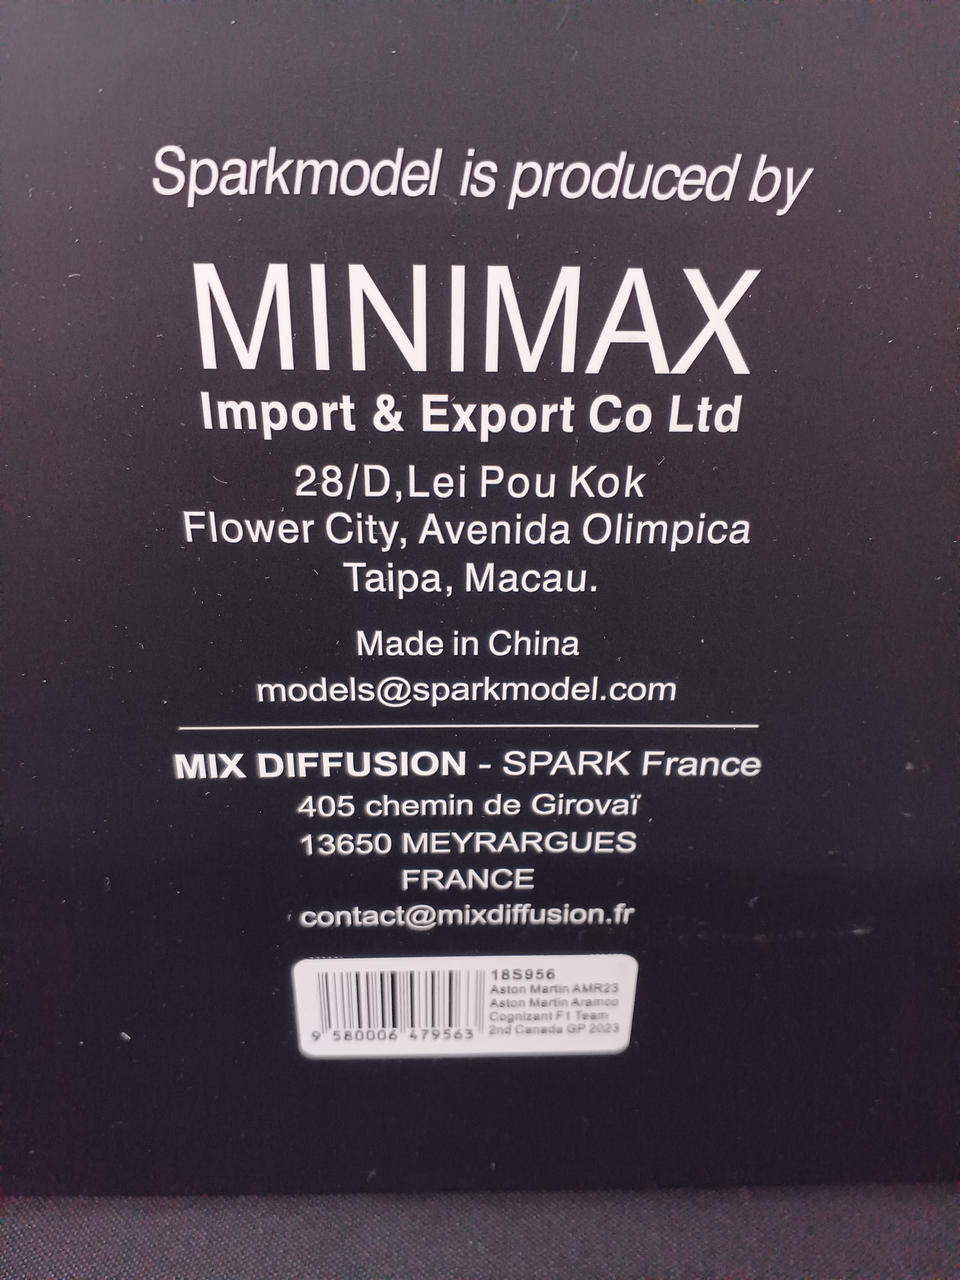 Sparkmodel is produced by
MINIMAX
Import & Export Co Ltd
28/D,Lei Pou Kok
Flower City, Avenida Olimpica
Taipa, Macau.
Made in China
models@sparkmodel.com
MIX DIFFUSION - SPARK France
405 chemin de Girovaï
13650 MEYRARGUES
FRANCE
contact@mixdiffusion.fr
18S956
Aston Martin AMR23
Aston Martin Aramco
Cognizant F1 Team
2nd Canada GP 2023
9 580006 479563